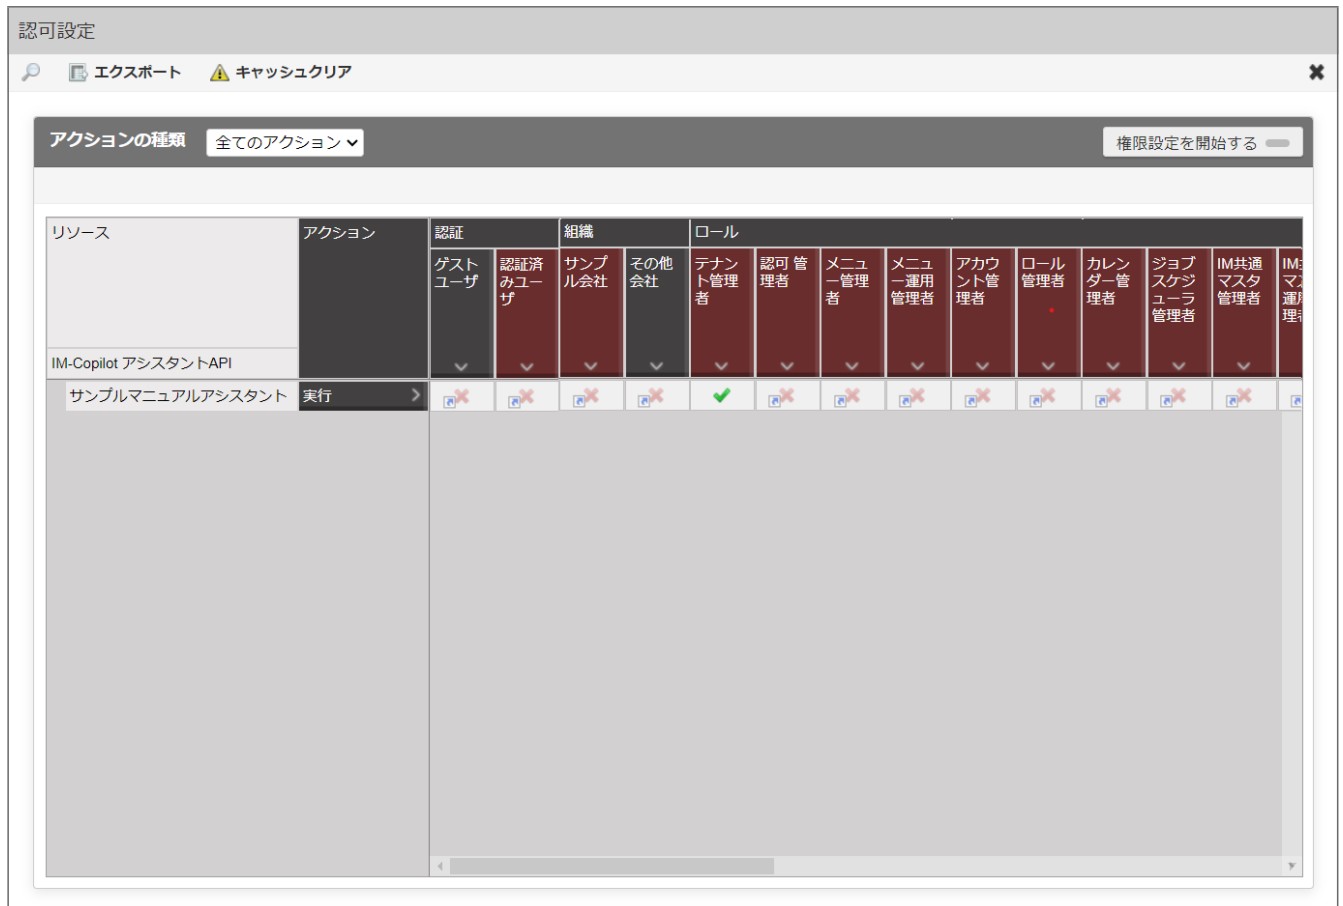 認可設定
エクスポート キャッシュクリア
アクションの種類 全てのアクション 権限設定を開始する
リソース アクション 認証 組織 ロール
ゲスト
ユーザ
認証済
みユー
ザ
サンプ
ル会社
その他
会社
テナン
ト管理
者
認可 管
理者
メニュ
ー管理
者
メニュ
ー運用
管理者
アカウ
ント管
理者
ロール
管理者
カレン
ダー管
理者
ジョブ
スケジ
ューラ
管理者
IM共通
マスタ
管理者
IM-Copilot アシスタントAPI
サンプルマニュアルアシスタント 実行